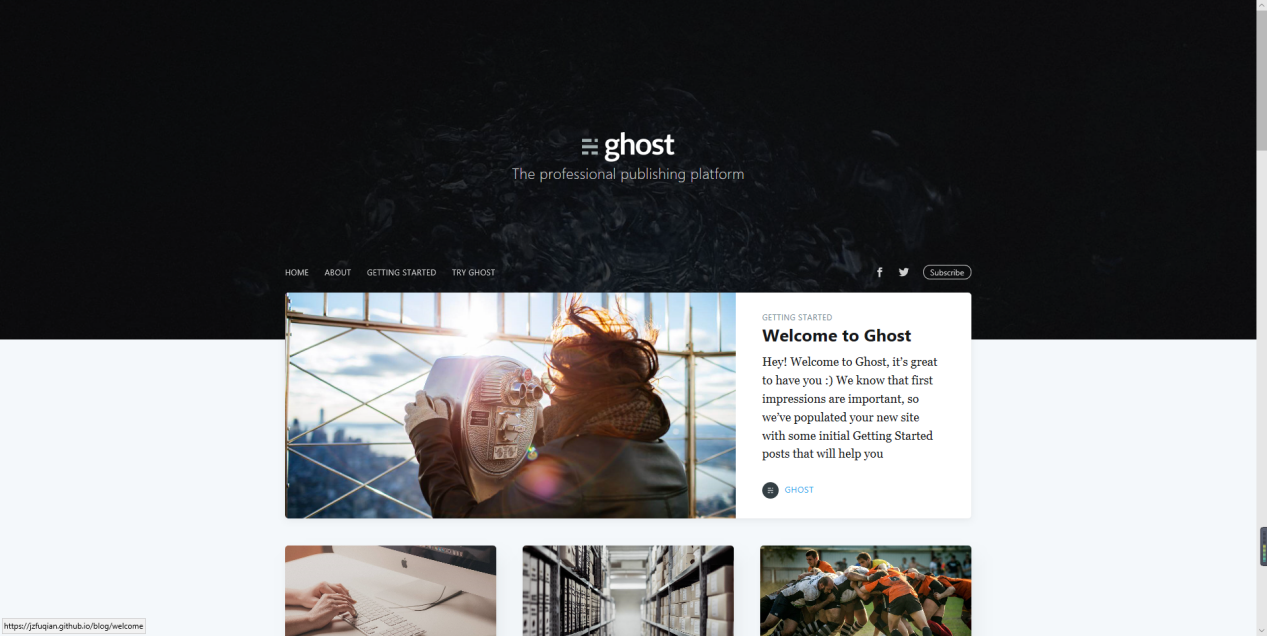 ghost
The professional publishing platform
HOME ABOUT GETTING STARTED TRY GHOST Subscribe
GETTING STARTED
Welcome to Ghost
Hey! Welcome to Ghost, it's great
to have you :) We know that first
impressions are important, so
we've populated your new site
with some initial Getting Started
posts that will help you
GHOST
https://jzfuqian.github.io/blog/welcome